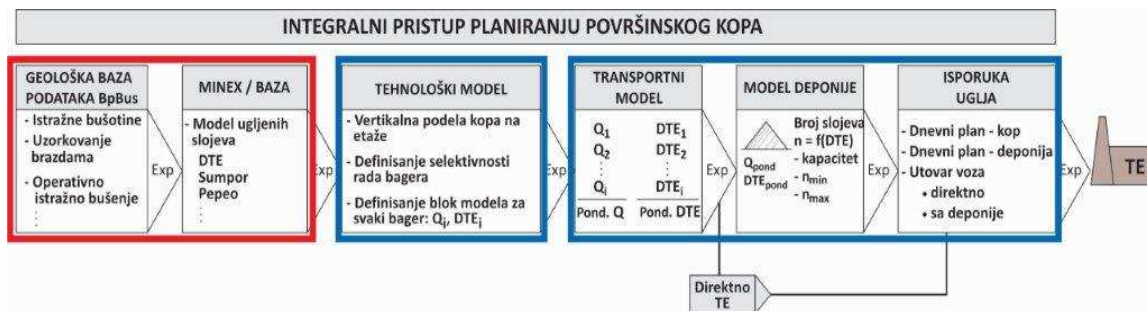 INTEGRALNI PRISTUP PLANIRANJU POVRŠINSKOG KOPA
GEOLOŠKA BAZA
PODATAKA BpBus
- Istražne bušotine
- Uzorkovanje
brazdama
- Operativno
istražno bušenje
⋮
Exp
MINEX / BAZA
- Model ugljenih
slojeva
DTE
Sumpor
Pepeo
⋮
Exp
TEHNOLOŠKI MODEL
- Vertikalna podela kopa na
etaže
- Definisanje selektivnosti
rada bagera
- Definisanje blok modela za
svaki bager: Qi, DTEi
Exp
TRANSPORTNI
MODEL
Q1 DTE1
Q2 DTE2
⋮ ⋮
Qi DTEi
Pond. Q Pond. DTE
Exp
MODEL DEPONIJE
Broj slojeva
n = f(DTE)
- kapacitet
- nmin
- nmax
Qpond
DTEpond
Exp
ISPORUKA
UGLJA
- Dnevni plan - kop
- Dnevni plan - deponija
- Utovar voza
• direktno
• sa deponije
Exp
TE
Direktno
TE